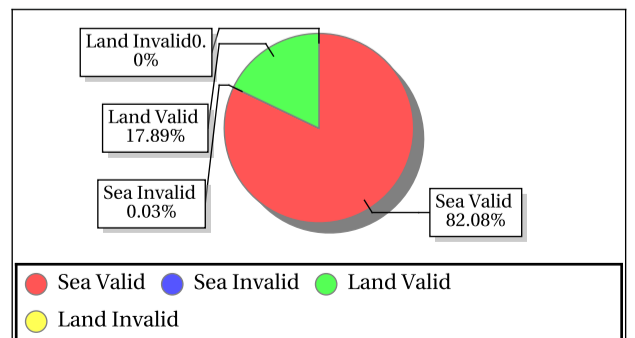 Land Invalid0.
0%
Land Valid
17.89%
Sea Invalid
0.03%
Sea Valid
82.08%
Sea Valid Sea Invalid Land Valid
Land Invalid